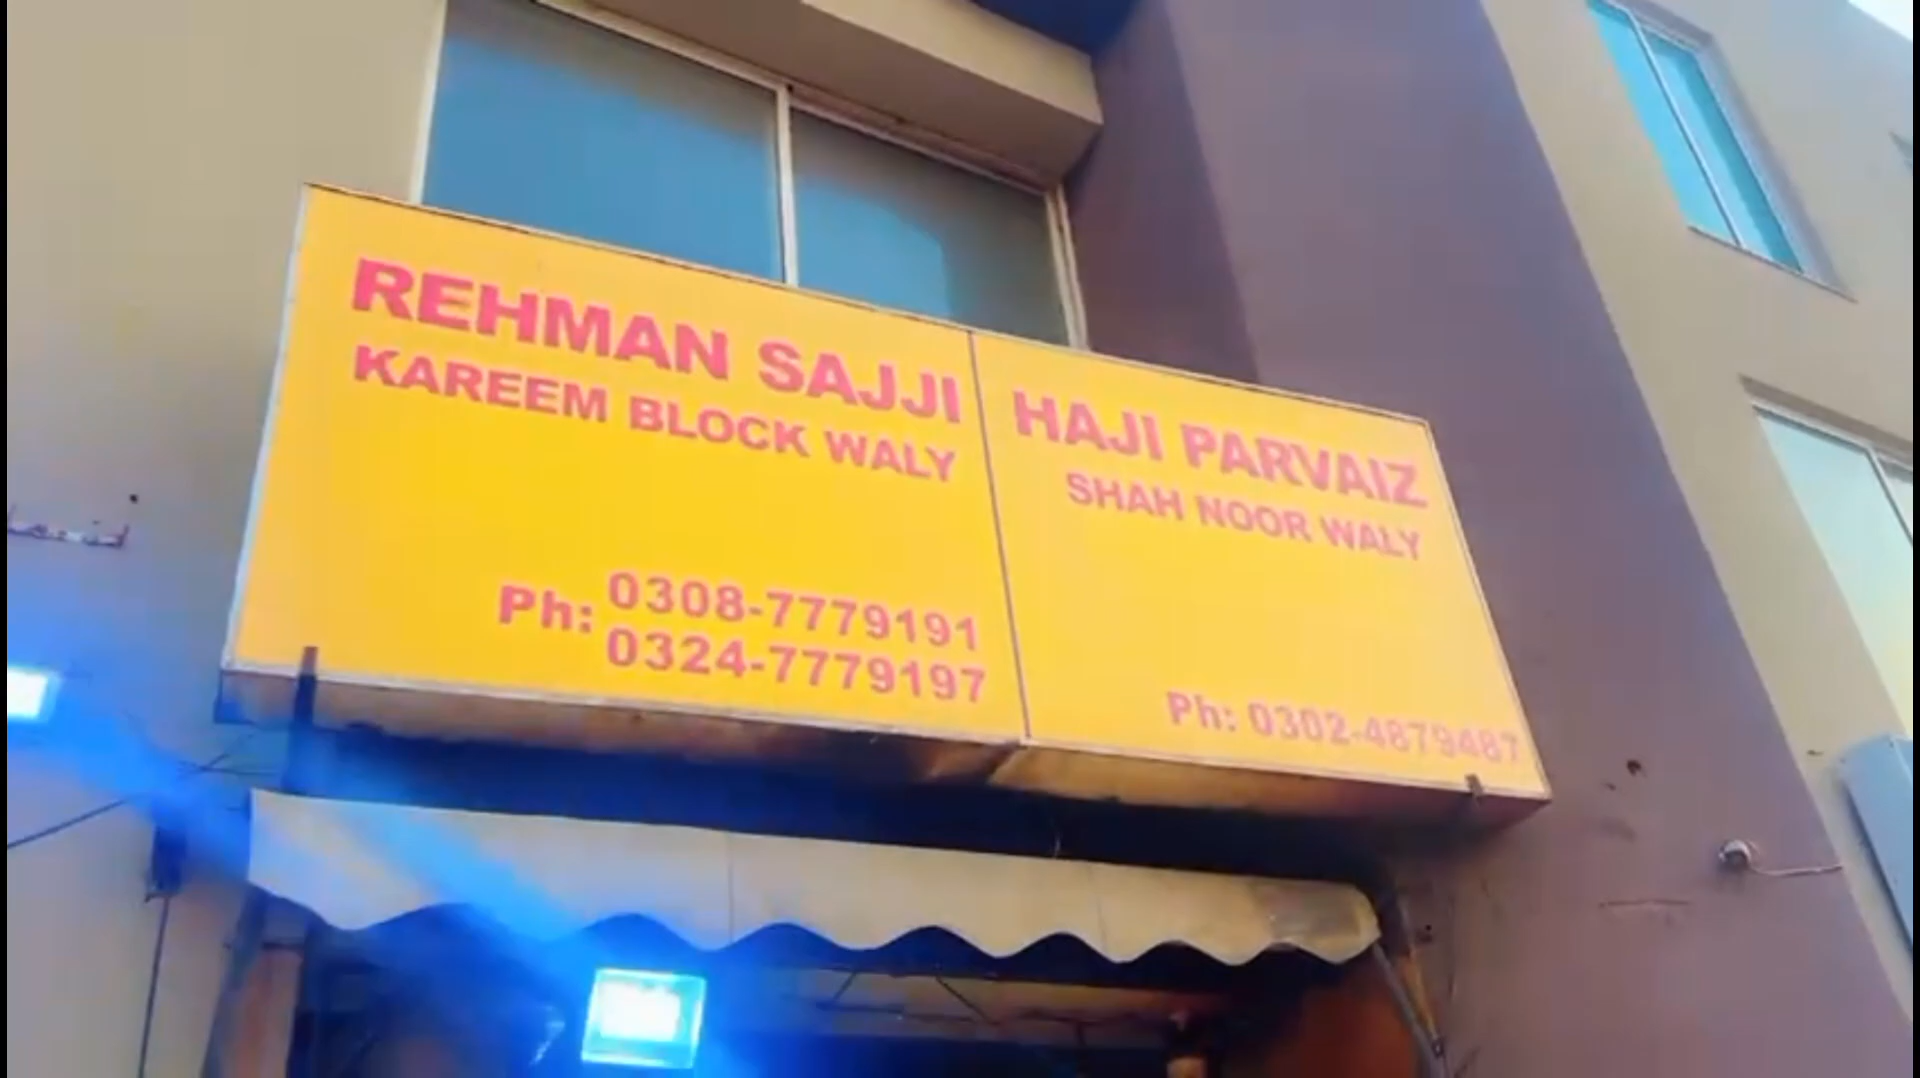 REHMAN SAJJI
KAREEM BLOCK WALY
Ph: 0308-7779191
0324-7779197
HAJI PARVAIZ
SHAH NOOR WALY
Ph: 0302-4879487